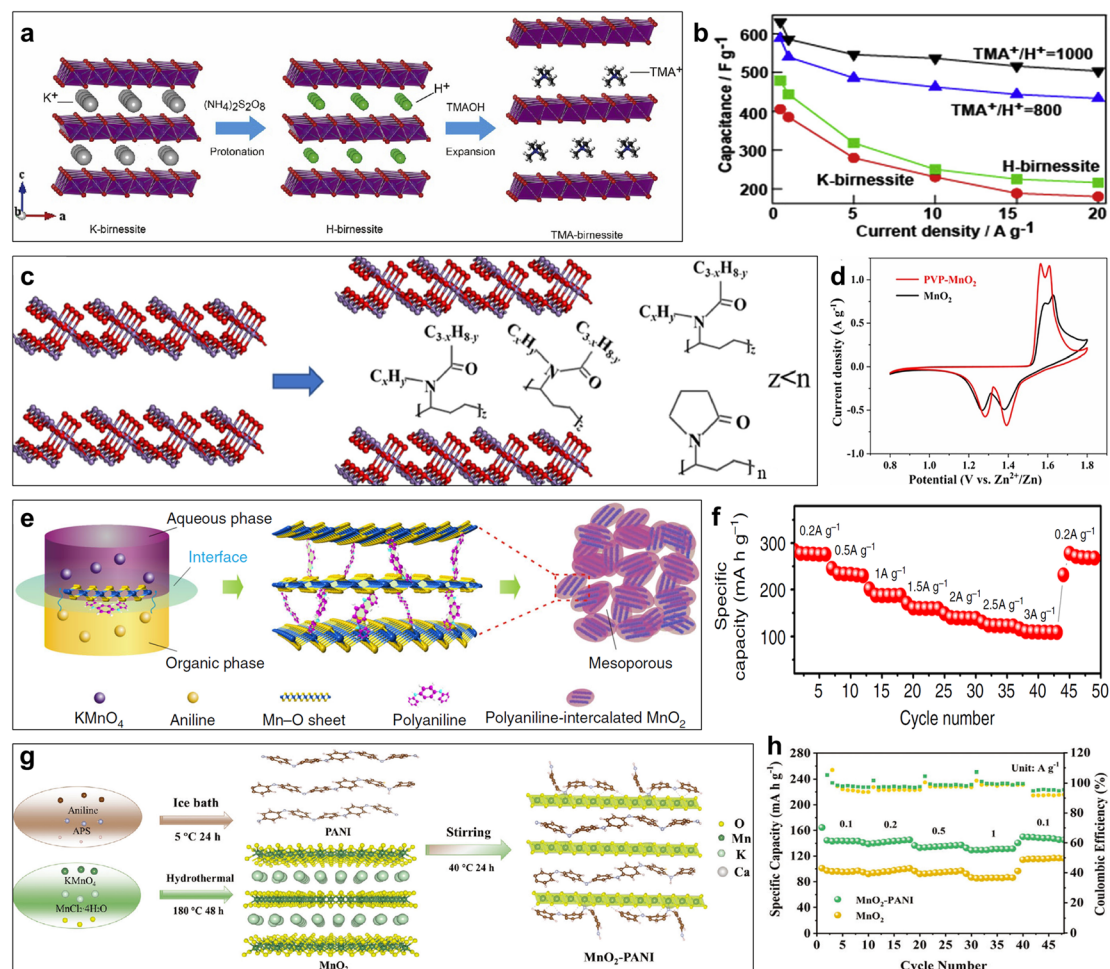 a
K⁺
(NH₄)₂S₂O₈
Protonation
H⁺
TMAOH
Expansion
TMA⁺
c
b
a
K-birnessite
H-birnessite
TMA-birnessite
b
Capacitance / Fg⁻¹
600
500
400
300
200
TMA⁺/H⁺=1000
TMA⁺/H⁺=800
H-birnessite
K-birnessite
0
5
10
15
20
Current density / A g⁻¹
c
C₃₋ₓH₈₋ᵧ
CₓHᵧ
N
O
z
CₓHᵧ
C₃₋ₓH₈₋ᵧ
N
O
z
C₃₋ₓH₈₋ᵧ
CₓHᵧ
N
O
z
z<n
N
O
n
d
PVP-MnO₂
MnO₂
Current density (A g⁻¹)
1.0
0.5
0.0
-0.5
-1.0
0.8
1.0
1.2
1.4
1.6
1.8
Potential (V vs. Zn²⁺/Zn)
e
Aqueous phase
Interface
Organic phase
Mesoporous
KMnO₄
Aniline
Mn–O sheet
Polyaniline
Polyaniline-intercalated MnO₂
f
Specific
capacity (mA h g⁻¹)
300
200
100
0.2A g⁻¹
0.5A g⁻¹
1A g⁻¹
1.5A g⁻¹
2A g⁻¹
2.5A g⁻¹
3A g⁻¹
0.2A g⁻¹
5 10 15 20 25 30 35 40 45 50
Cycle number
g
Aniline
APS
Ice bath
5 °C 24 h
PANI
KMnO₄
MnCl₂·4H₂O
Hydrothermal
180 °C 48 h
MnO₂
Stirring
40 °C 24 h
MnO₂-PANI
O
Mn
K
Ca
h
Specific Capacity (mA h g⁻¹)
280
240
200
160
120
80
40
0
Unit: A g⁻¹
0.1
0.2
0.5
1
0.1
MnO₂-PANI
MnO₂
120
100
80
60
40
20
0
Coulombic Efficiency (%)
0 10 20 30 40
Cycle Number